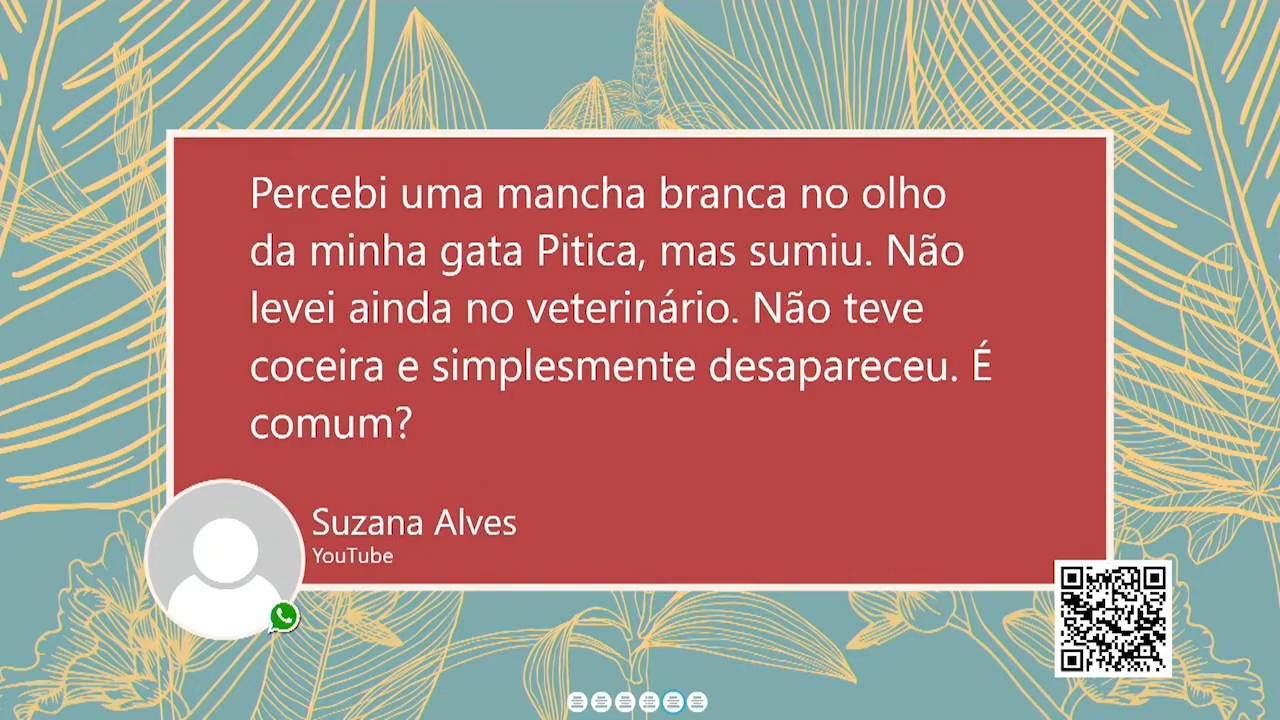 Percebi uma mancha branca no olho
da minha gata Pitica, mas sumiu. Não
levei ainda no veterinário. Não teve
coceira e simplesmente desapareceu. É
comum?
Suzana Alves
YouTube